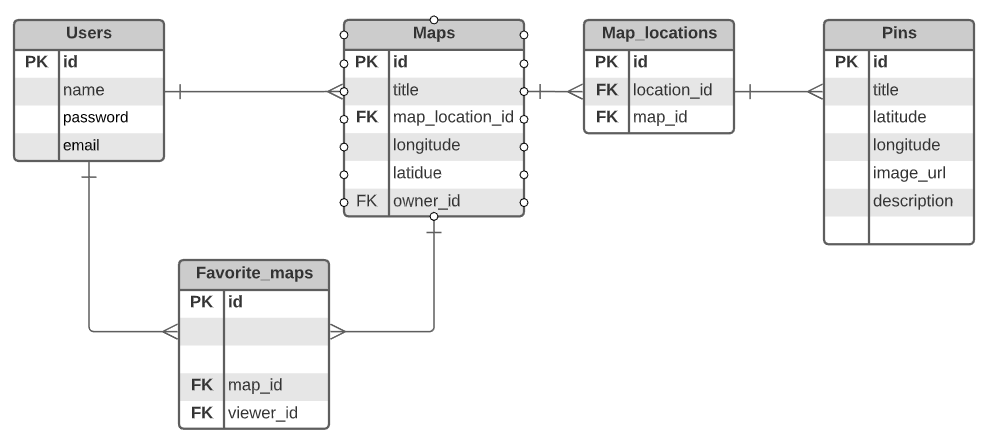 Users
PK id
name
password
email
Maps
PK id
title
FK map_location_id
longitude
latidue
FK owner_id
Map_locations
PK id
FK location_id
FK map_id
Pins
PK id
title
latitude
longitude
image_url
description
Favorite_maps
PK id
FK map_id
FK viewer_id